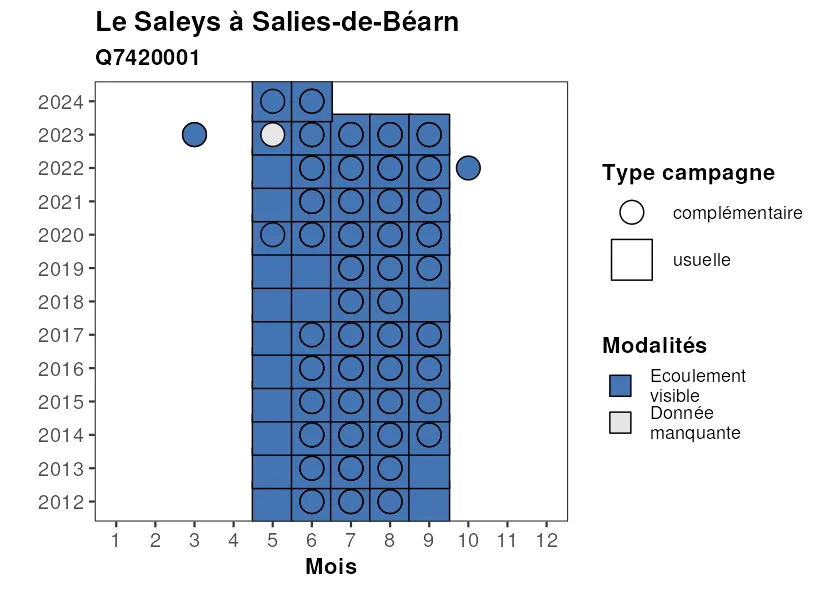 Le Saleys à Salies-de-Béarn
Q7420001
2024
2023
2022
2021
2020
2019
2018
2017
2016
2015
2014
2013
2012
1 2 3 4 5 6 7 8 9 10 11 12
Mois
Type campagne
complémentaire
usuelle
Modalités
Ecoulement
visible
Donnée
manquante